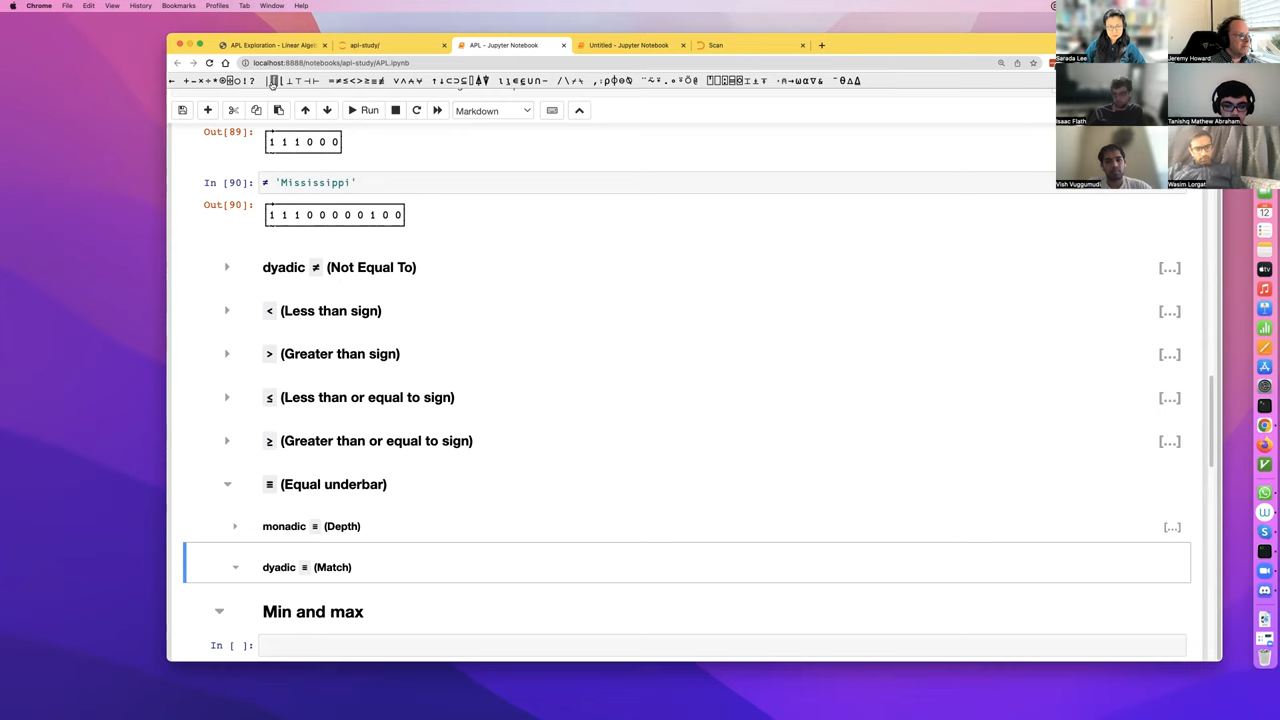 Chrome File Edit View History Bookmarks Profiles Tab Window Help
APL Exploration - Linear Algeb
apl-study/
APL - Jupyter Notebook
Untitled - Jupyter Notebook
Scan
localhost:8888/notebooks/apl-study/APL.ipynb
Run
Markdown
Out[89]:
1 1 1 0 0 0
In [90]: ≠ 'Mississippi'
Out[90]:
1 1 1 0 0 0 0 0 1 0 0
dyadic ≠ (Not Equal To) [...]
< (Less than sign) [...]
> (Greater than sign) [...]
≤ (Less than or equal to sign) [...]
≥ (Greater than or equal to sign) [...]
≡ (Equal underbar)
monadic ≡ (Depth) [...]
dyadic ≡ (Match)
Min and max
In [ ]:
Sarada Lee
Jeremy Howard
Isaac Flath
Tanishq Mathew Abraham
Vish Vuggumudi
Wasim Lorgat
12